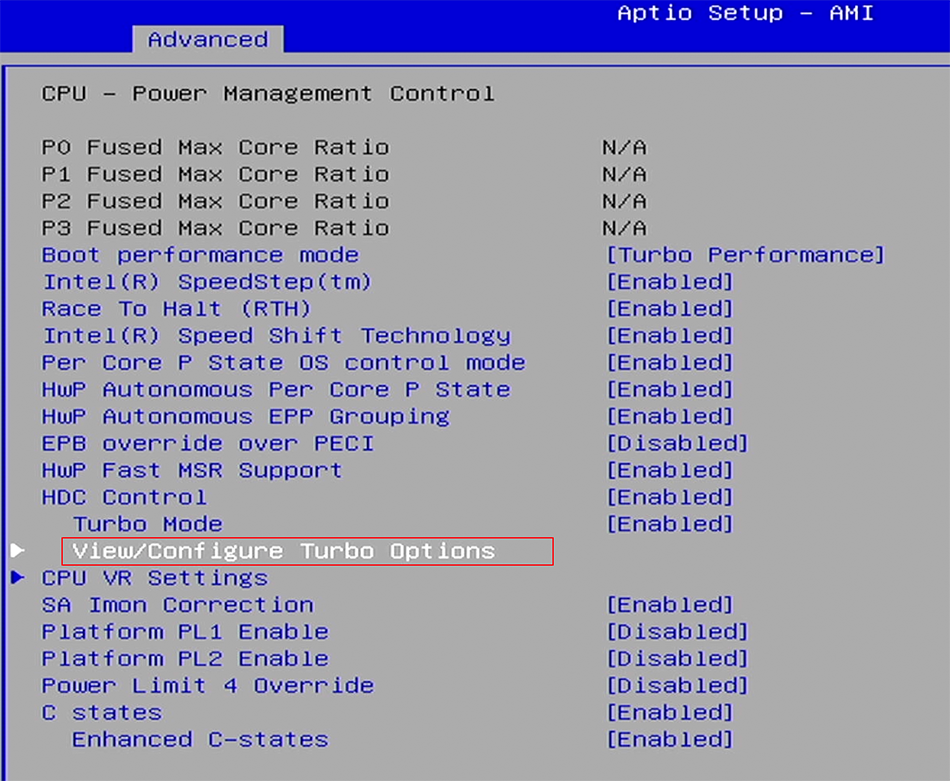 Aptio Setup – AMI
Advanced
CPU – Power Management Control
P0 Fused Max Core Ratio N/A
P1 Fused Max Core Ratio N/A
P2 Fused Max Core Ratio N/A
P3 Fused Max Core Ratio N/A
Boot performance mode [Turbo Performance]
Intel(R) SpeedStep(tm) [Enabled]
Race To Halt (RTH) [Enabled]
Intel(R) Speed Shift Technology [Enabled]
Per Core P State OS control mode [Enabled]
HwP Autonomous Per Core P State [Enabled]
HwP Autonomous EPP Grouping [Enabled]
EPB override over PECI [Disabled]
HwP Fast MSR Support [Enabled]
HDC Control [Enabled]
Turbo Mode [Enabled]
View/Configure Turbo Options
CPU VR Settings
SA Imon Correction [Enabled]
Platform PL1 Enable [Disabled]
Platform PL2 Enable [Disabled]
Power Limit 4 Override [Disabled]
C states [Enabled]
Enhanced C-states [Enabled]